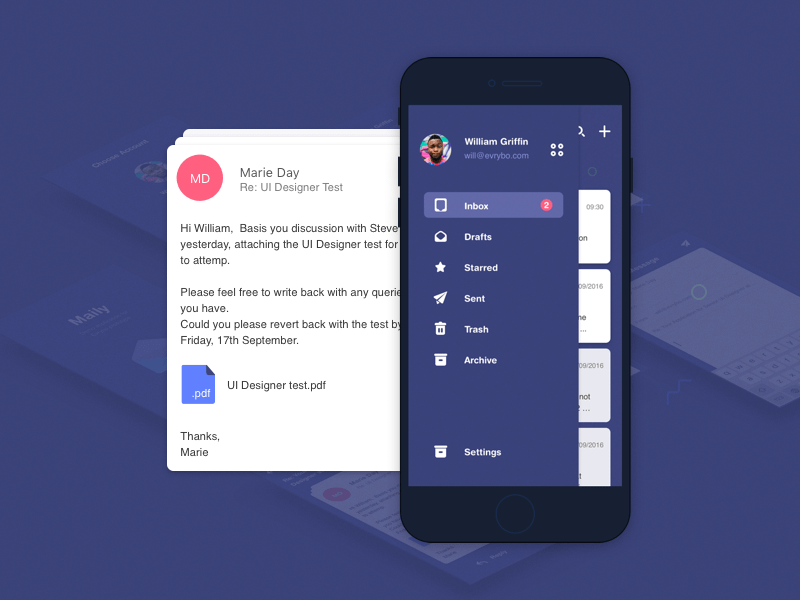 MD
Marie Day
Re: UI Designer Test
Hi William,  Basis you discussion with Steve
yesterday, attaching the UI Designer test for
to attemp.
Please feel free to write back with any
you have.
Could you please revert back with the test by
Friday, 17th September.
.pdf
UI Designer test.pdf
Thanks,
Marie
William Griffin
will@evrybo.com
Inbox
2
Drafts
Starred
Sent
Trash
Archive
Settings
09:30
on
09/2016
me
...
09/2016
not
2 ...
09/2016
Choose Account
Maily
Message
Reply